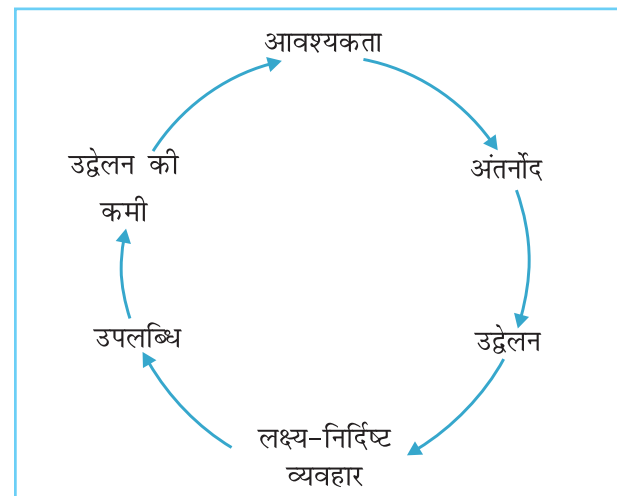 आवश्यकता
अंतर्नोद
उद्वेलन
लक्ष्य-निर्दिष्ट
व्यवहार
उपलब्धि
उद्वेलन की
कमी